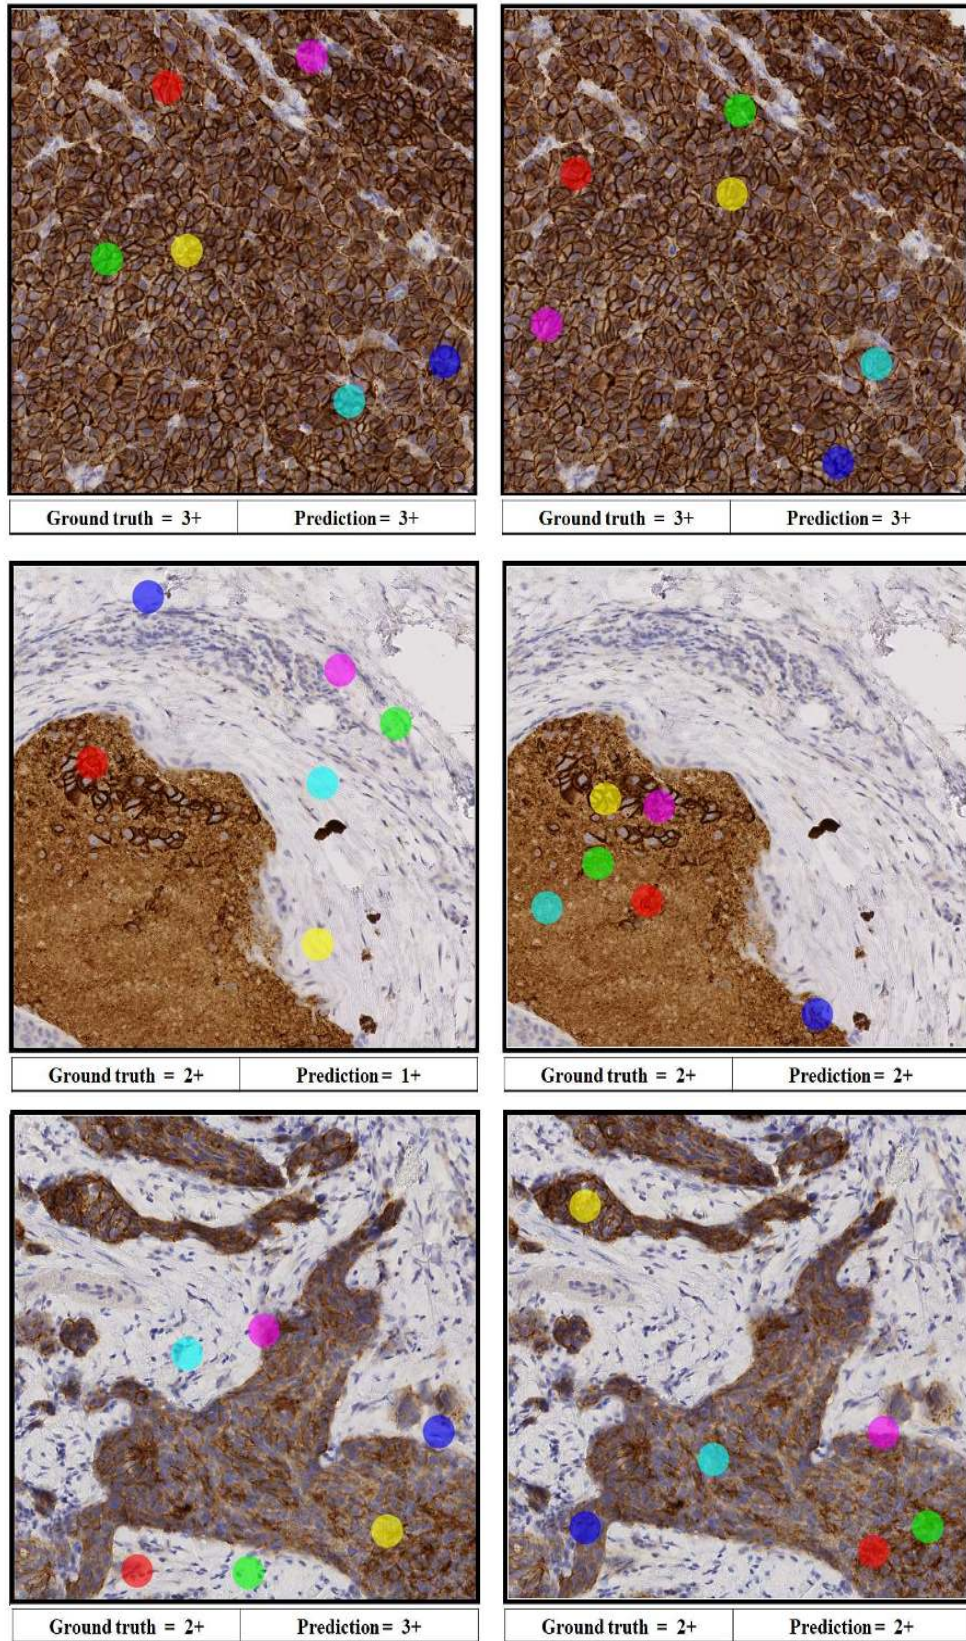 Ground truth = 3+ Prediction = 3+ Ground truth = 3+ Prediction = 3+
Ground truth = 2+ Prediction = 1+ Ground truth = 2+ Prediction = 2+
Ground truth = 2+ Prediction = 3+ Ground truth = 2+ Prediction = 2+